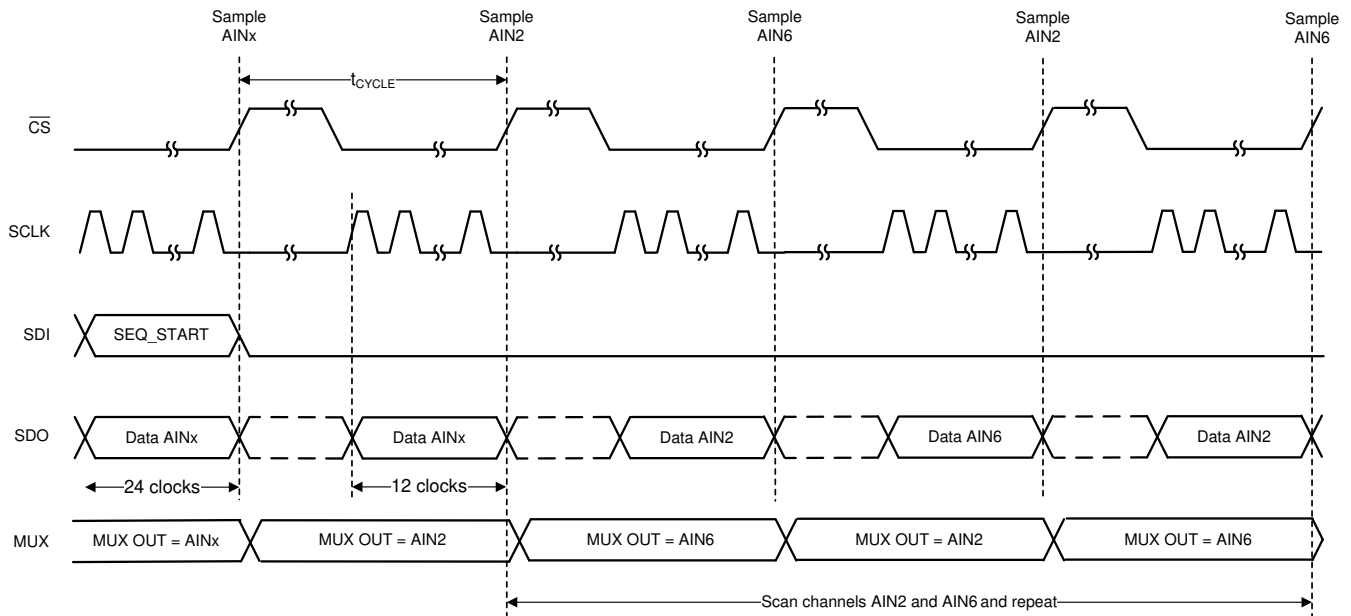 Sample
AINx
Sample
AIN2
Sample
AIN6
Sample
AIN2
Sample
AIN6
tCYCLE
CS
SCLK
SDI
SEQ_START
SDO
Data AINx
Data AINx
Data AIN2
Data AIN6
Data AIN2
24 clocks
12 clocks
MUX
MUX OUT = AINx
MUX OUT = AIN2
MUX OUT = AIN6
MUX OUT = AIN2
MUX OUT = AIN6
Scan channels AIN2 and AIN6 and repeat